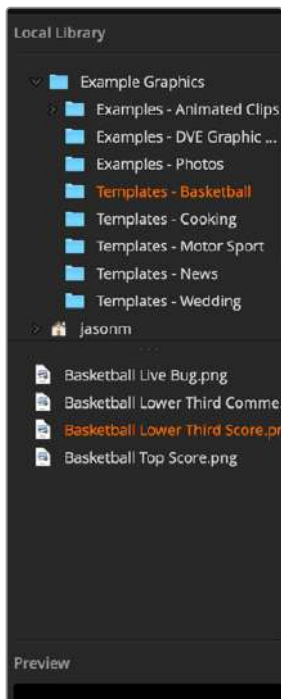 Local Library
Example Graphics
Examples - Animated Clips
Examples - DVE Graphic ...
Examples - Photos
Templates - Basketball
Templates - Cooking
Templates - Motor Sport
Templates - News
Templates - Wedding
jasonm
Basketball Live Bug.png
Basketball Lower Third Comme
Basketball Lower Third Score.pn
Basketball Top Score.png
Preview